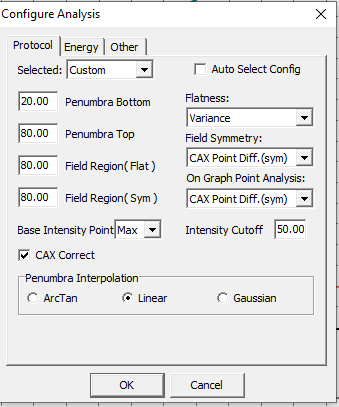 Configure Analysis
Protocol Energy Other
Selected: Custom Auto Select Config
20.00 Penumbra Bottom
Flatness:
Variance
80.00 Penumbra Top
Field Symmetry:
CAX Point Diff.(sym)
80.00 Field Region( Flat )
On Graph Point Analysis:
CAX Point Diff.(sym)
80.00 Field Region( Sym )
Base Intensity Point Max Intensity Cutoff 50.00
CAX Correct
Penumbra Interpolation
ArcTan Linear Gaussian
OK Cancel